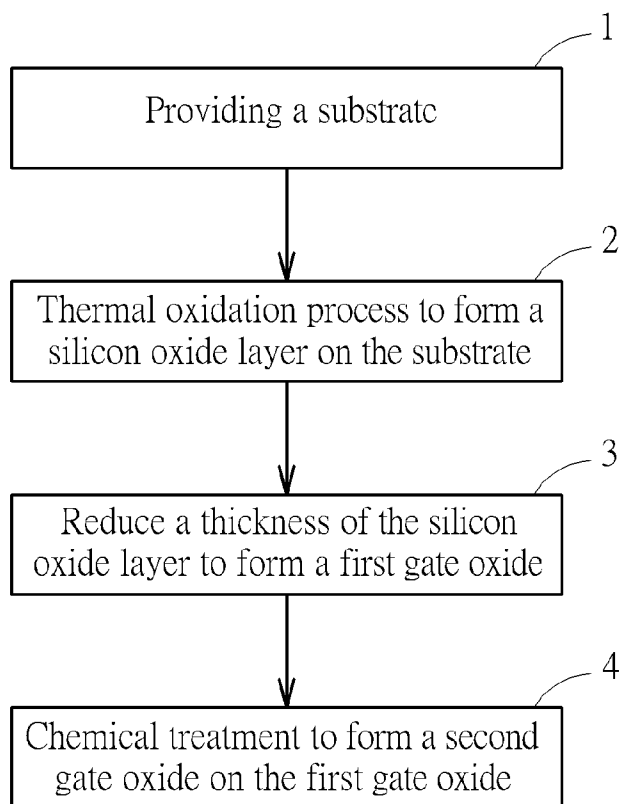 1
Providing a substrate
2
Thermal oxidation process to form a
silicon oxide layer on the substrate
3
Reduce a thickness of the silicon
oxide layer to form a first gate oxide
4
Chemical treatment to form a second
gate oxide on the first gate oxide